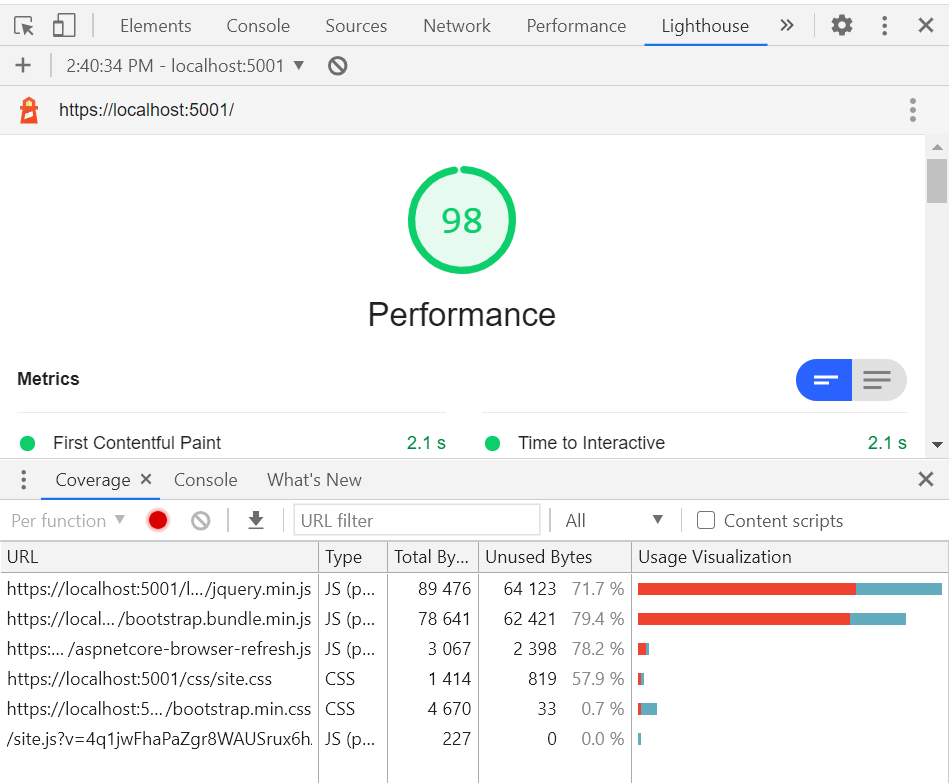 Elements Console Sources Network Performance Lighthouse »
+ 2:40:34 PM - localhost:5001 ▼
https://localhost:5001/
98
Performance
Metrics
First Contentful Paint 2.1 s Time to Interactive 2.1 s
Coverage × Console What's New
Per function ▼ URL filter All ▼ Content scripts
URL Type Total By... Unused Bytes Usage Visualization
https://localhost:5001/l.../jquery.min.js JS (p... 89 476 64 123 71.7 %
https://local... /bootstrap.bundle.min.js JS (p... 78 641 62 421 79.4 %
https:... /aspnetcore-browser-refresh.js JS (p... 3 067 2 398 78.2 %
https://localhost:5001/css/site.css CSS 1 414 819 57.9 %
https://localhost:5.../bootstrap.min.css CSS 4 670 33 0.7 %
/site.js?v=4q1jwFhaPaZgr8WAUSrux6h JS (p... 227 0 0.0 %